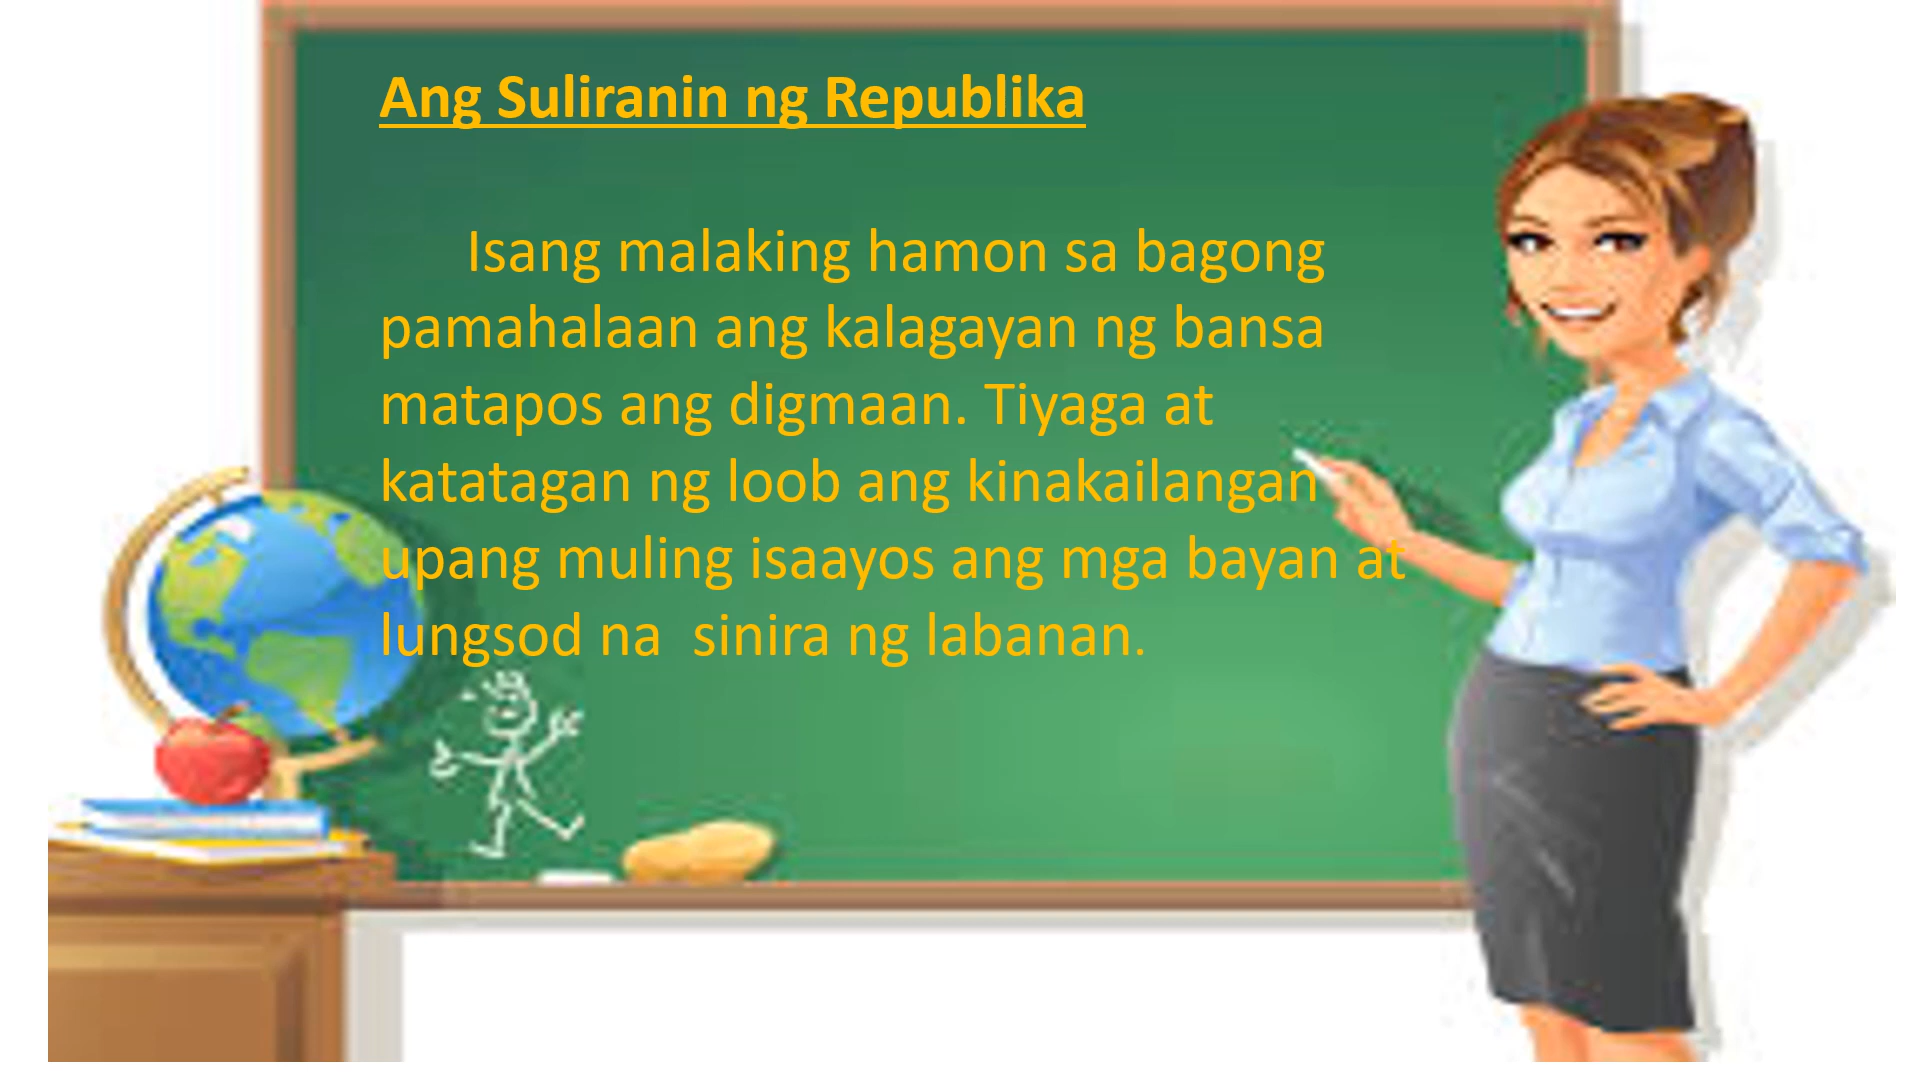 Ang Suliranin ng Republika
Isang malaking hamon sa bagong
pamahalaan ang kalagayan ng bansa
matapos ang digmaan. Tiyaga at
katatagan ng loob ang kinakailangan
upang muling isaayos ang mga bayan at
lungsod na  sinira ng labanan.